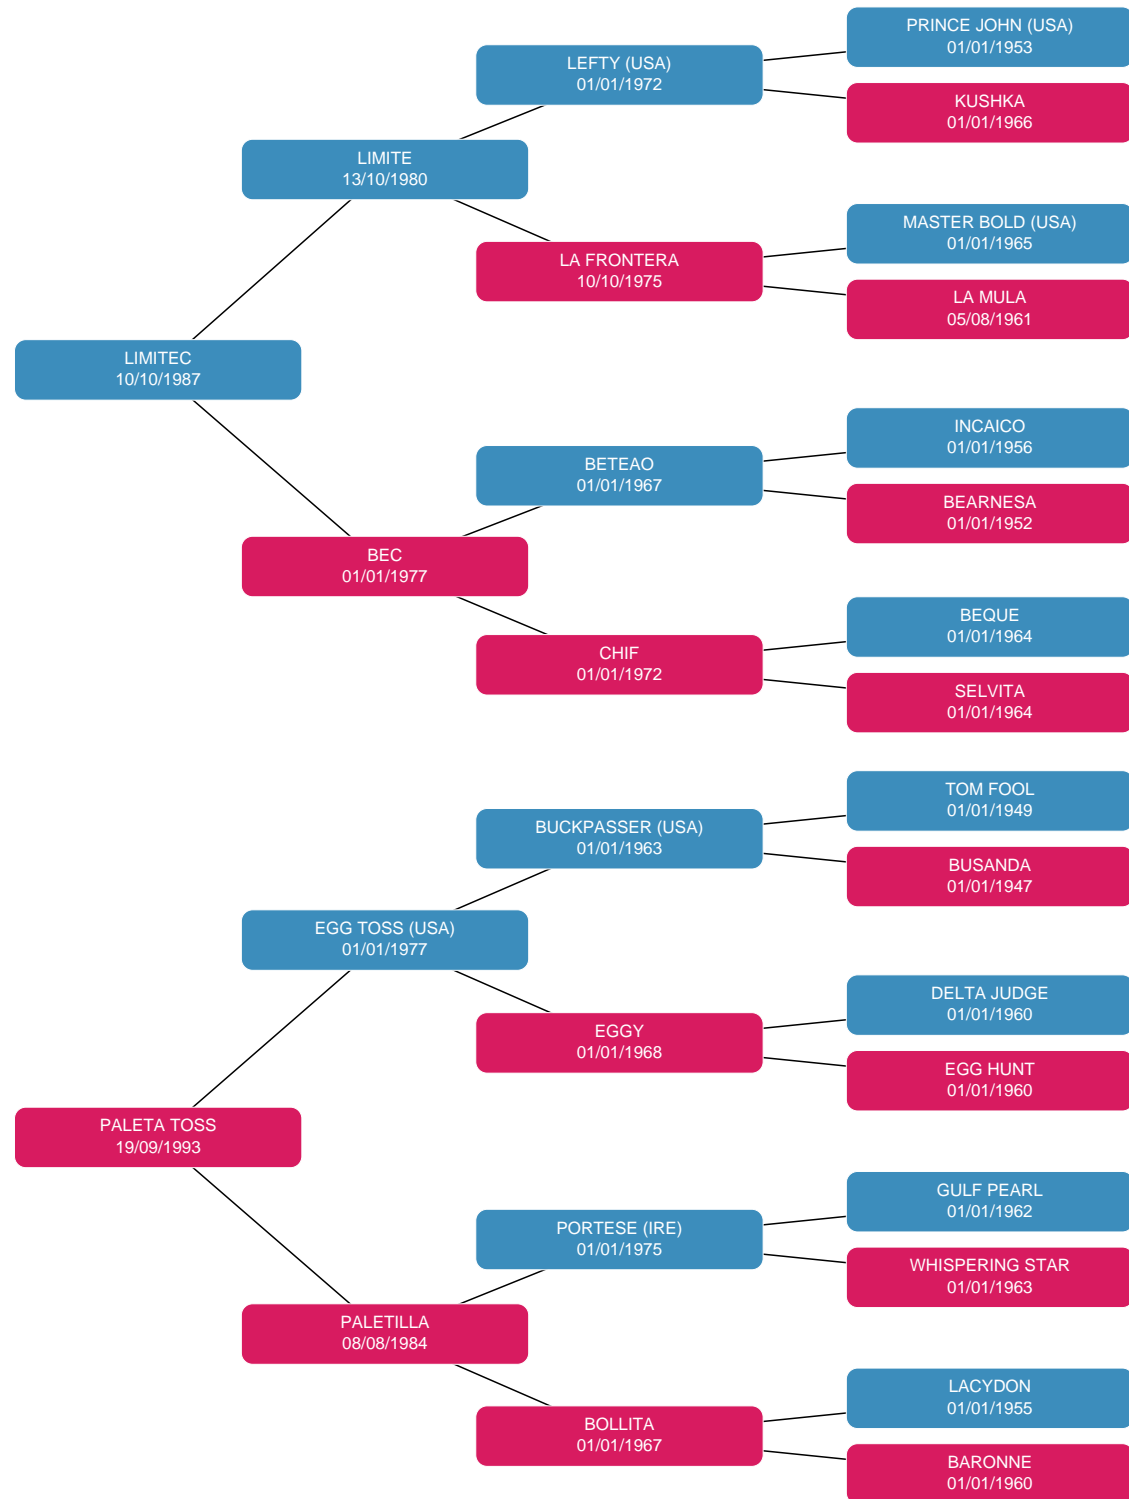 PRINCE JOHN (USA)
01/01/1953
LEFTY (USA)
01/01/1972
KUSHKA
01/01/1966
LIMITE
13/10/1980
MASTER BOLD (USA)
01/01/1965
LA FRONTERA
10/10/1975
LA MULA
05/08/1961
LIMITEC
10/10/1987
INCAICO
01/01/1956
BETEAO
01/01/1967
BEARNESA
01/01/1952
BEC
01/01/1977
BEQUE
01/01/1964
CHIF
01/01/1972
SELVITA
01/01/1964
TOM FOOL
01/01/1949
BUCKPASSER (USA)
01/01/1963
BUSANDA
01/01/1947
EGG TOSS (USA)
01/01/1977
DELTA JUDGE
01/01/1960
EGGY
01/01/1968
EGG HUNT
01/01/1960
PALETA TOSS
19/09/1993
GULF PEARL
01/01/1962
PORTESE (IRE)
01/01/1975
WHISPERING STAR
01/01/1963
PALETILLA
08/08/1984
LACYDON
01/01/1955
BOLLITA
01/01/1967
BARONNE
01/01/1960